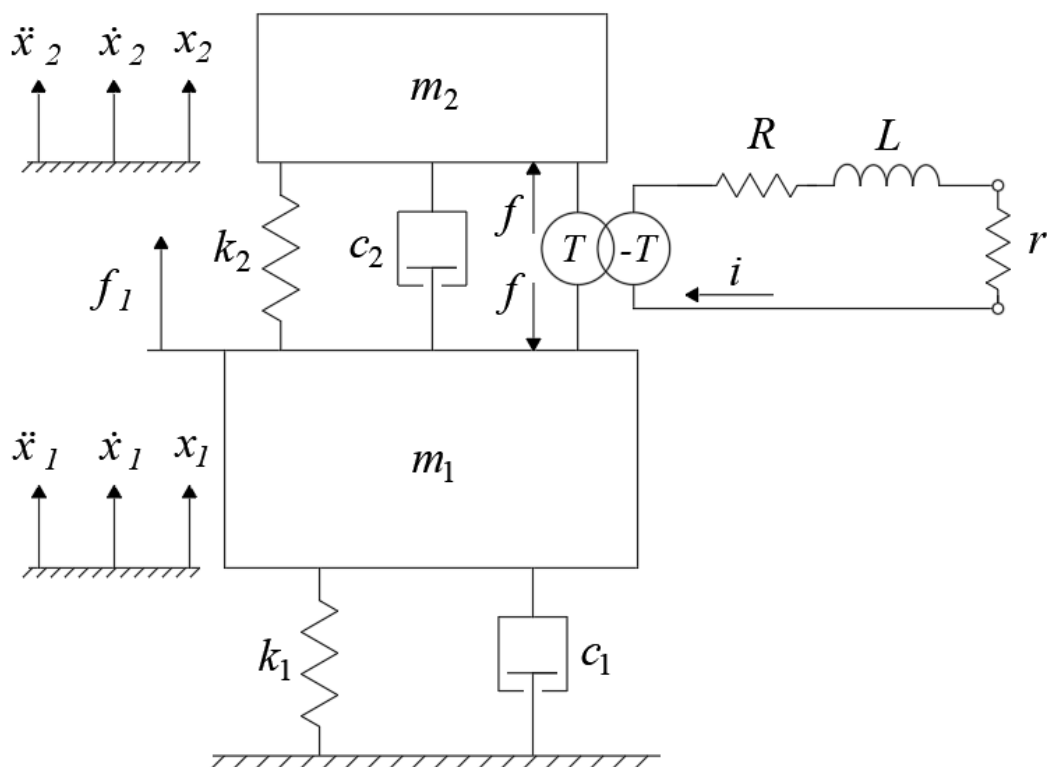 ẍ₂ ẋ₂ x₂
m₂
R L
k₂ c₂ f T -T r
f₁ f i
ẍ₁ ẋ₁ x₁
m₁
k₁ c₁